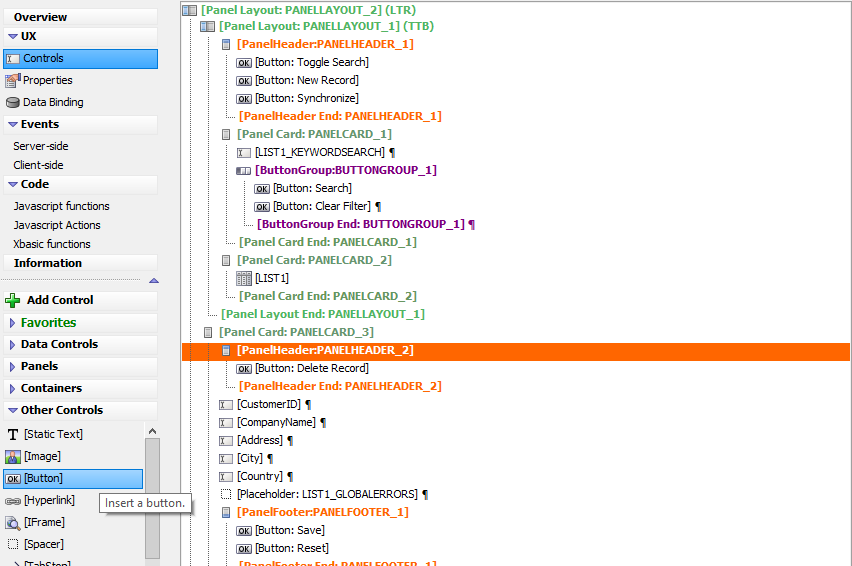 Overview
UX
Controls
Properties
Data Binding
Events
Server-side
Client-side
Code
Javascript functions
Javascript Actions
Xbasic functions
Information
Add Control
Favorites
Data Controls
Panels
Containers
Other Controls
[Static Text]
[Image]
OK [Button]
[Hyperlink]
Insert a button.
[IFrame]
[Spacer]
[TabStop]
[Panel Layout: PANELLAYOUT_2] (LTR)
[Panel Layout: PANELLAYOUT_1] (TTB)
[PanelHeader:PANELHEADER_1]
OK [Button: Toggle Search]
OK [Button: New Record]
OK [Button: Synchronize]
[PanelHeader End: PANELHEADER_1]
[Panel Card: PANELCARD_1]
[LIST1_KEYWORDSEARCH] ¶
[ButtonGroup:BUTTONGROUP_1]
OK [Button: Search]
OK [Button: Clear Filter] ¶
[ButtonGroup End: BUTTONGROUP_1] ¶
[Panel Card End: PANELCARD_1]
[Panel Card: PANELCARD_2]
[LIST1]
[Panel Card End: PANELCARD_2]
[Panel Layout End: PANELLAYOUT_1]
[Panel Card: PANELCARD_3]
[PanelHeader:PANELHEADER_2]
OK [Button: Delete Record]
[PanelHeader End: PANELHEADER_2]
[CustomerID] ¶
[CompanyName] ¶
[Address] ¶
[City] ¶
[Country] ¶
[Placeholder: LIST1_GLOBALERRORS] ¶
[PanelFooter:PANELFOOTER_1]
OK [Button: Save]
OK [Button: Reset]
[PanelFooter End: PANELFOOTER_1]